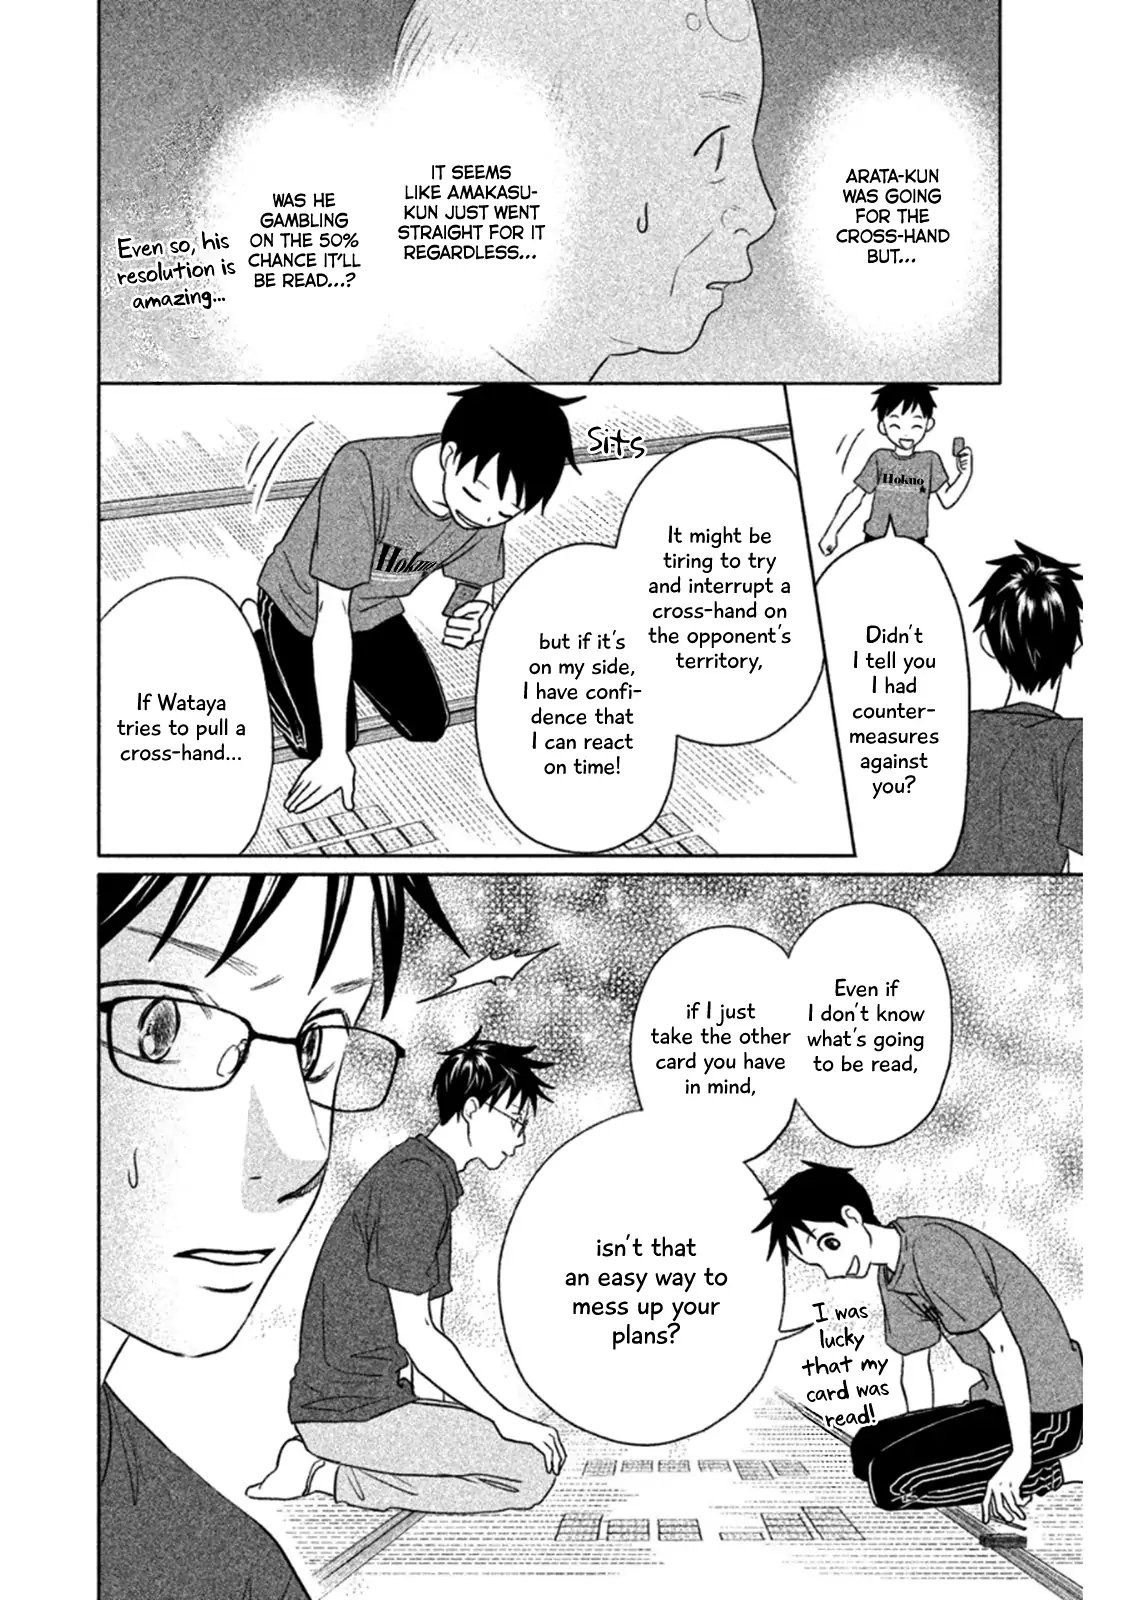 ARATA-KUN
WAS GOING
FOR THE
CROSS-HAND
BUT...
IT SEEMS
LIKE AMAKASU-
KUN JUST WENT
STRAIGHT FOR IT
REGARDLESS...
WAS HE
GAMBLING
ON THE 50%
CHANCE IT'LL
BE READ...?
Even so, his
resolution is
amazing...
Hokuo
Didn't
I tell you
I had
counter-
measures
against
you?
Sits
It might be
tiring to try
and interrupt a
cross-hand on
the opponent's
territory,
but if it's
on my side,
I have confi-
dence that
I can react
on time!
Hokuo
If Wataya
tries to pull a
cross-hand...
Even if
I don't know
what's going
to be read,
if I just
take the other
card you have
in mind,
isn't that
an easy way to
mess up your
plans?
I was
lucky
that my
card was
read!